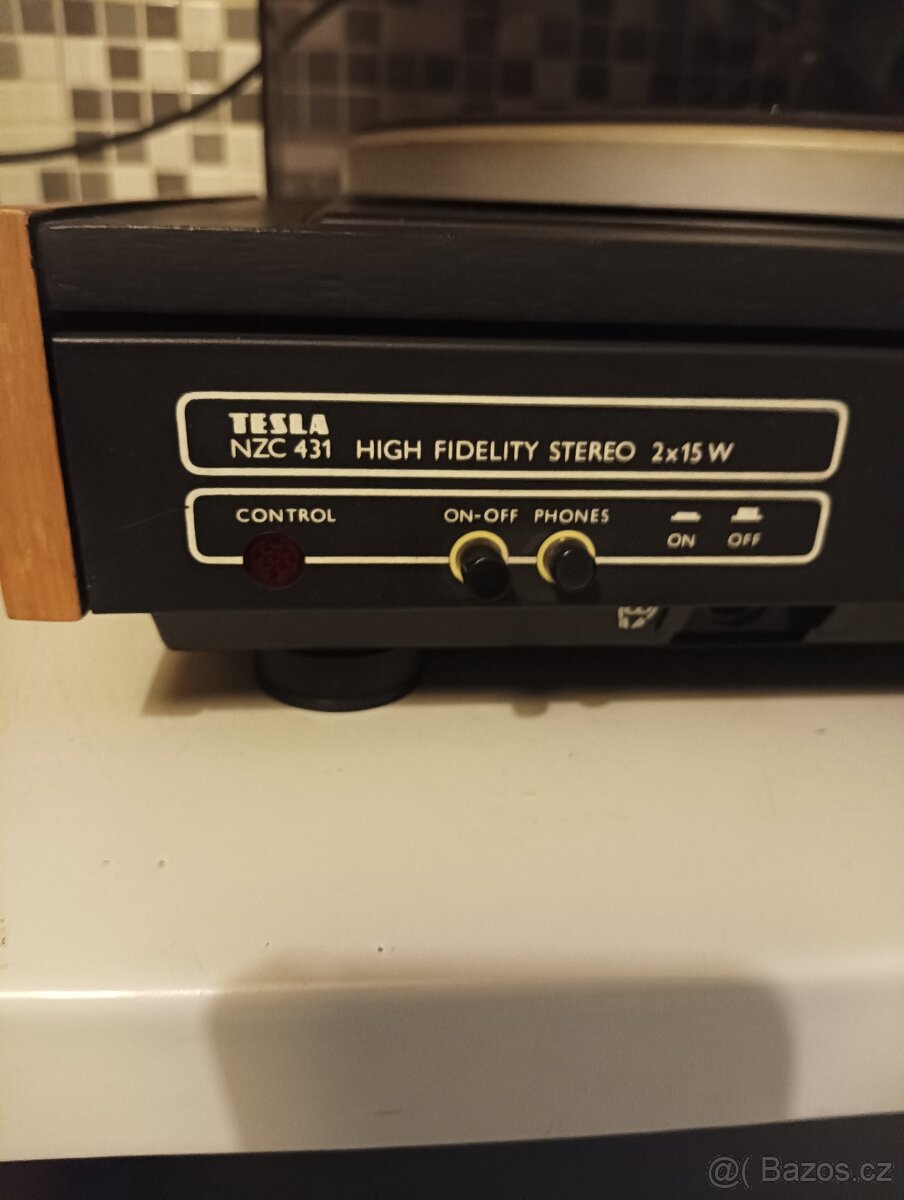 TESLA
NZC 431 HIGH FIDELITY STEREO 2x15 W
CONTROL ON-OFF PHONES
ON OFF
@( Bazos.cz